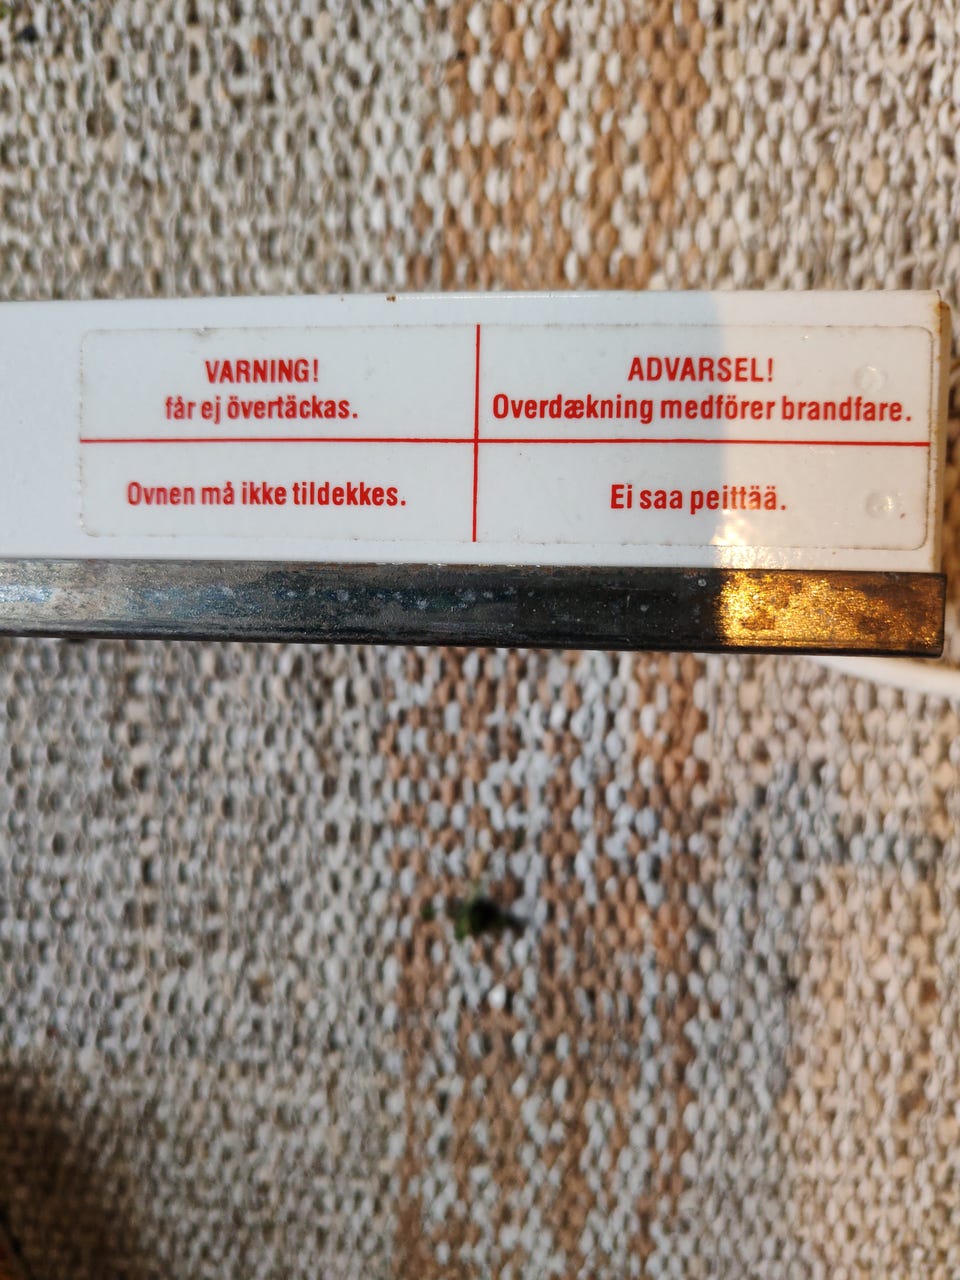 VARNING!
får ej övertäckas.
ADVARSEL!
Overdækning medförer brandfare.
Ovnen må ikke tildekkes.
Ei saa peittää.